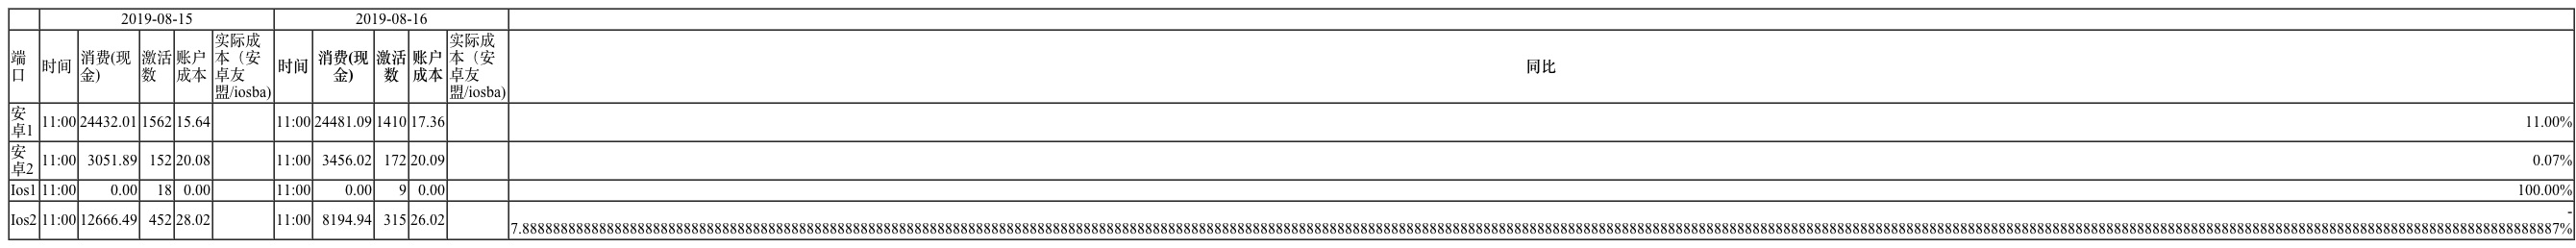 2019-08-15 2019-08-16
端口
时间
消费(现
金)
激活
数
账户
成本
实际成
本（安
卓友
盟/iosba)
时间
消费(现
金)
激活
数
账户
成本
实际成
本（安
卓友
盟/iosba)
同比
安
卓1
11:00 24432.01 1562 15.64 11:00 24481.09 1410 17.36 11.00%
安
卓2
11:00 3051.89 152 20.08 11:00 3456.02 172 20.09 0.07%
Ios1 11:00 0.00 18 0.00 11:00 0.00 9 0.00 100.00%
Ios2 11:00 12666.49 452 28.02 11:00 8194.94 315 26.02 -